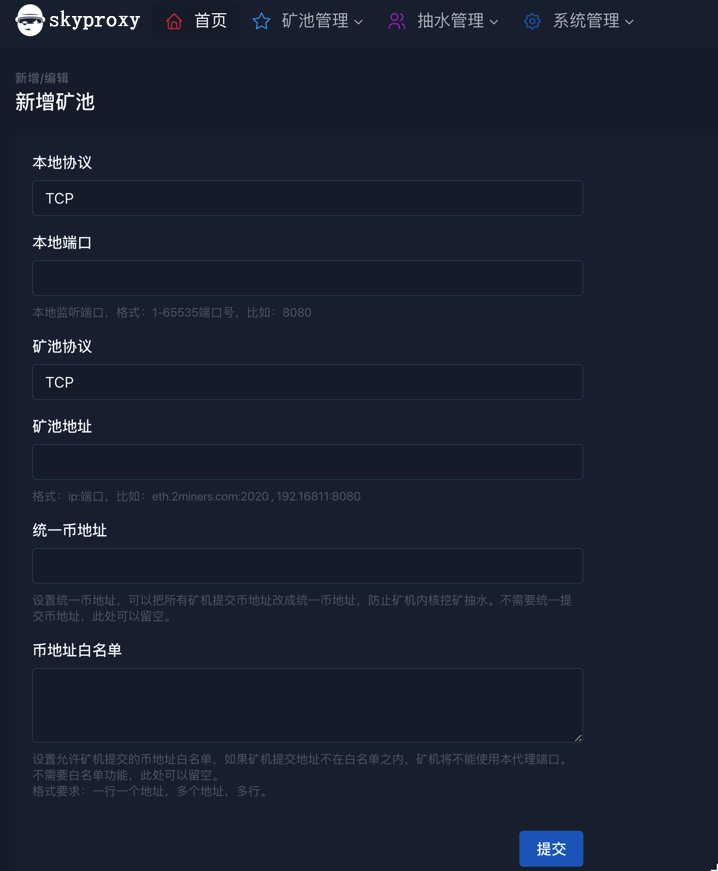 skyproxy 首页 矿池管理 抽水管理 系统管理
新增/编辑
新增矿池
本地协议
TCP
本地端口
本地监听端口，格式：1-65535端口号，比如：8080
矿池协议
TCP
矿池地址
格式：ip:端口，比如：eth.2miners.com:2020 , 192.16811:8080
统一币地址
设置统一币地址，可以把所有矿机提交币地址改成统一币地址，防止矿机内核挖矿抽水。不需要统一提
交币地址，此处可以留空。
币地址白名单
设置允许矿机提交的币地址白名单，如果矿机提交地址不在白名单之内，矿机将不能使用本代理端口。
不需要白名单功能，此处可以留空。
格式要求：一行一个地址，多个地址，多行。
提交